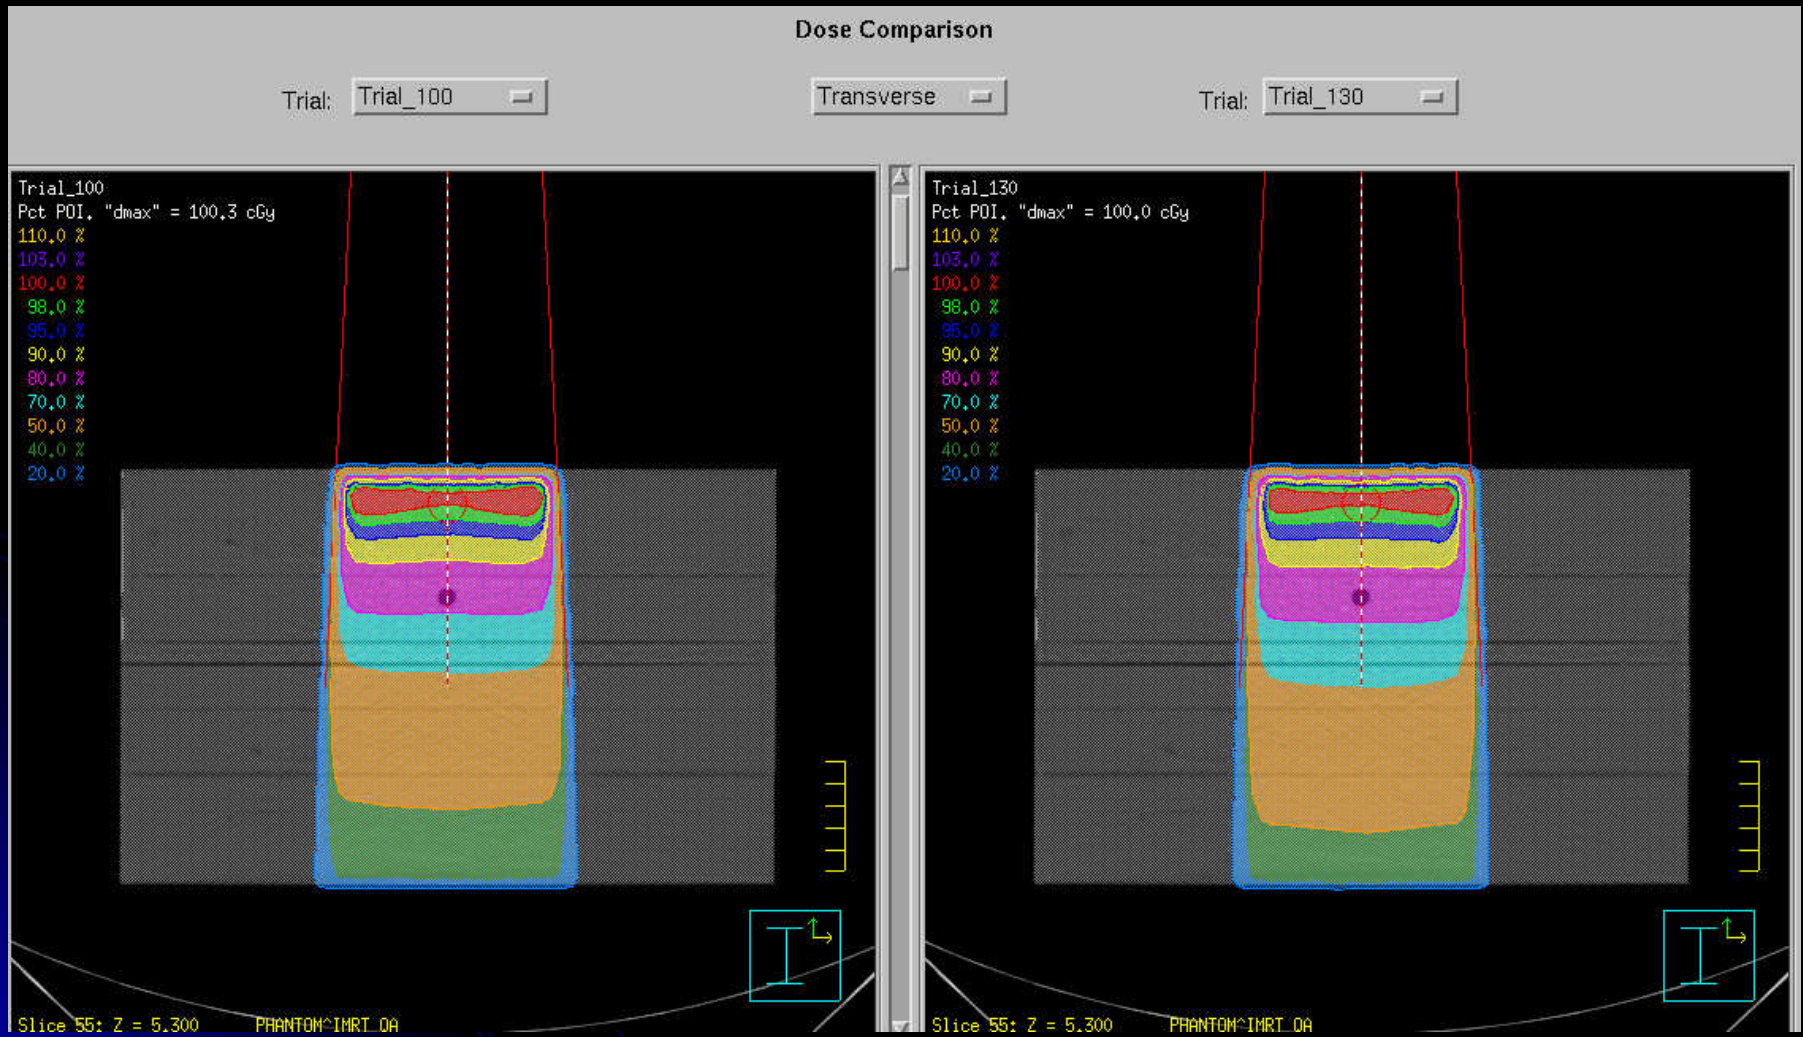 Dose Comparison
Trial: Trial_100
Transverse
Trial: Trial_130
Trial_100
Pct POI. "dmax" = 100.3 cGy
110.0 %
103.0 %
100.0 %
98.0 %
95.0 %
90.0 %
80.0 %
70.0 %
50.0 %
40.0 %
20.0 %
Slice 55: Z = 5.300 PHANTOM^IMRT QA
Trial_130
Pct POI. "dmax" = 100.0 cGy
110.0 %
103.0 %
100.0 %
98.0 %
95.0 %
90.0 %
80.0 %
70.0 %
50.0 %
40.0 %
20.0 %
Slice 55: Z = 5.300 PHANTOM^IMRT QA